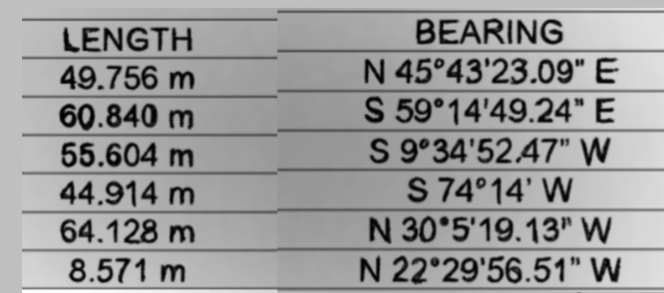 LENGTH BEARING
49.756 m N 45°43'23.09" E
60.840 m S 59°14'49.24" E
55.604 m S 9°34'52.47" W
44.914 m S 74°14' W
64.128 m N 30°5'19.13" W
8.571 m N 22°29'56.51" W